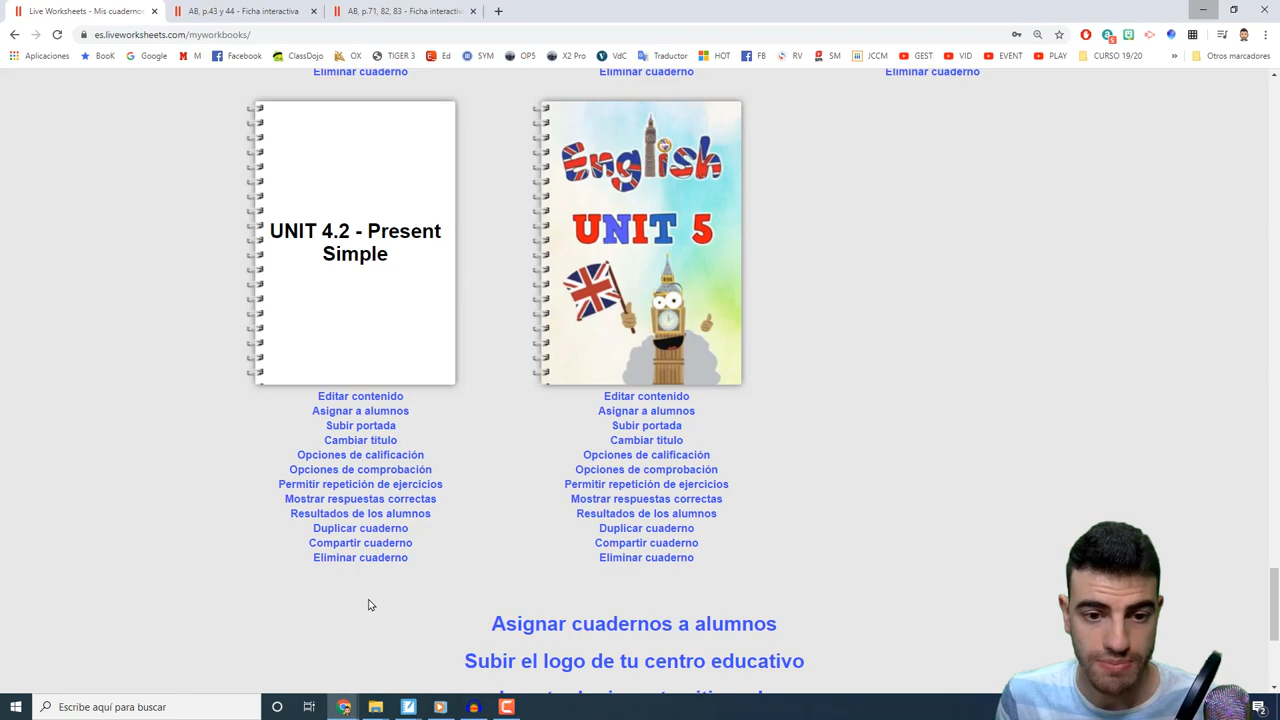 Live Worksheets - Mis cuadernos
AB, p.43 y 44 - Ficha interactiva
AB, p.71, 82, 83 - Ficha interactiva
es.liveworksheets.com/myworkbooks/
Aplicaciones
BooK
Google
M
Facebook
ClassDojo
OX
TIGER
Ed
SYM
OP5
X2 Pro
VdC
Traductor
HOT
FB
RV
SM
JCCM
GEST
VID
EVENT
PLAY
CURSO 19/20
»
Otros marcadores
Eliminar cuaderno
Eliminar cuaderno
Eliminar cuaderno
UNIT 4.2 - Present
Simple
English
UNIT 5
Editar contenido
Asignar a alumnos
Subir portada
Cambiar titulo
Opciones de calificación
Opciones de comprobación
Permitir repetición de ejercicios
Mostrar respuestas correctas
Resultados de los alumnos
Duplicar cuaderno
Compartir cuaderno
Eliminar cuaderno
Editar contenido
Asignar a alumnos
Subir portada
Cambiar titulo
Opciones de calificación
Opciones de comprobación
Permitir repetición de ejercicios
Mostrar respuestas correctas
Resultados de los alumnos
Duplicar cuaderno
Compartir cuaderno
Eliminar cuaderno
Asignar cuadernos a alumnos
Subir el logo de tu centro educativo
Escribe aquí para buscar